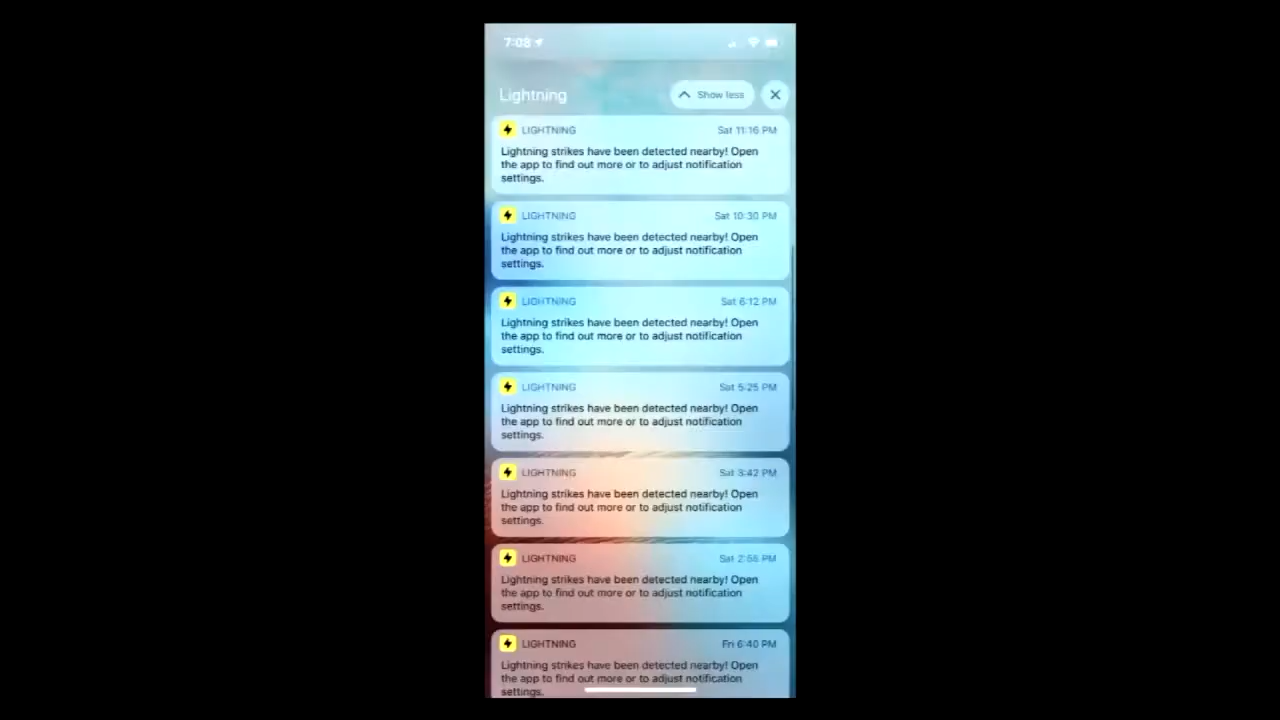 7:08
Lightning
Show less
LIGHTNING Sat 11:16 PM
Lightning strikes have been detected nearby! Open
the app to find out more or to adjust notification
settings.
LIGHTNING Sat 10:30 PM
Lightning strikes have been detected nearby! Open
the app to find out more or to adjust notification
settings.
LIGHTNING Sat 6:12 PM
Lightning strikes have been detected nearby! Open
the app to find out more or to adjust notification
settings.
LIGHTNING Sat 5:25 PM
Lightning strikes have been detected nearby! Open
the app to find out more or to adjust notification
settings.
LIGHTNING Sat 3:42 PM
Lightning strikes have been detected nearby! Open
the app to find out more or to adjust notification
settings.
LIGHTNING Sat PM
Lightning strikes have been detected nearby! Open
the app to find out more or to adjust notification
settings.
LIGHTNING Fri 6:40 PM
Lightning strikes have been detected nearby! Open
the app to find out more or to adjust notification
settings.